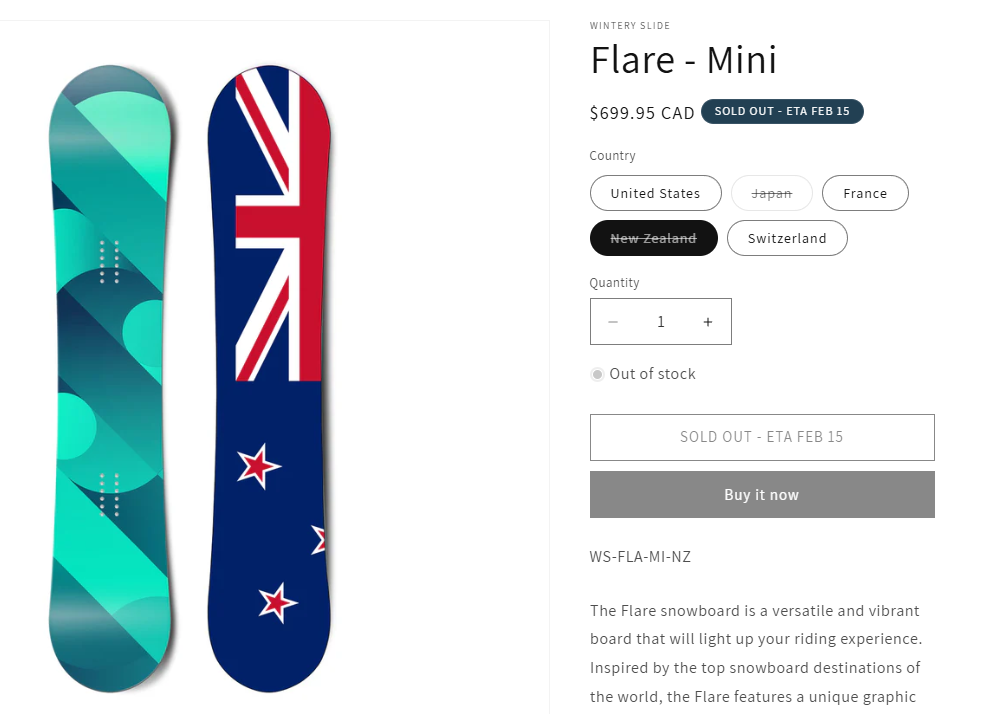 WINTERY SLIDE
Flare - Mini
$699.95 CAD SOLD OUT - ETA FEB 15
Country
United States Japan France
New Zealand Switzerland
Quantity
− 1 +
Out of stock
SOLD OUT - ETA FEB 15
Buy it now
WS-FLA-MI-NZ
The Flare snowboard is a versatile and vibrant
board that will light up your riding experience.
Inspired by the top snowboard destinations of
the world, the Flare features a unique graphic